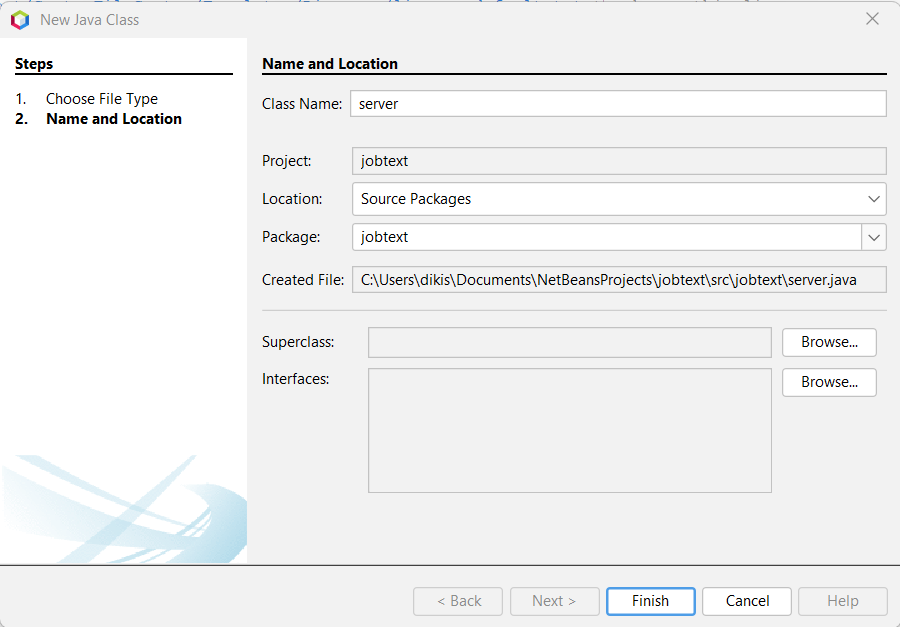 New Java Class
Steps
1. Choose File Type
2. Name and Location
Name and Location
Class Name: server
Project: jobtext
Location: Source Packages
Package: jobtext
Created File: C:\Users\dikis\Documents\NetBeansProjects\jobtext\src\jobtext\server.java
Superclass: Browse...
Interfaces: Browse...
< Back Next > Finish Cancel Help